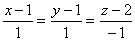 x−1/1 = y−1/1 = z−2/−1